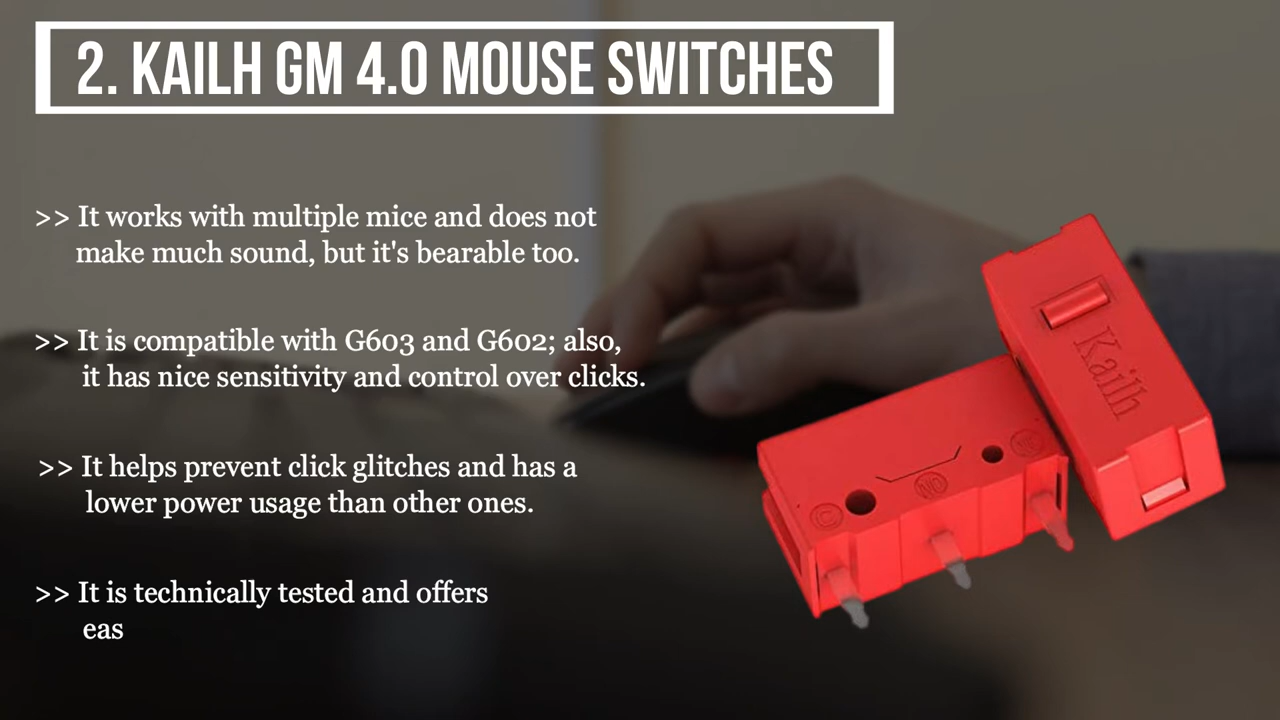 2. KAILH GM 4.0 MOUSE SWITCHES
>> It works with multiple mice and does not
make much sound, but it's bearable too.
>> It is compatible with G603 and G602; also,
it has nice sensitivity and control over clicks.
>> It helps prevent click glitches and has a
lower power usage than other ones.
>> It is technically tested and offers
eas
Kailh
C
NO
NC